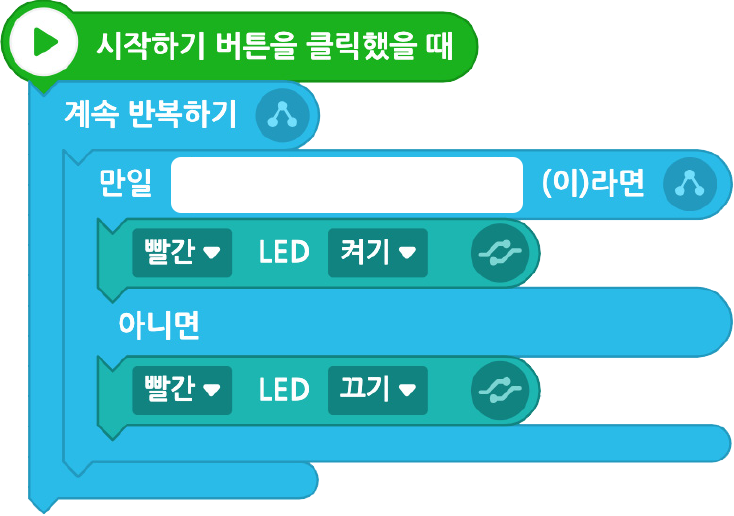 시작하기 버튼을 클릭했을 때
계속 반복하기
만일 (이)라면
빨간 LED 켜기
아니면
빨간 LED 끄기